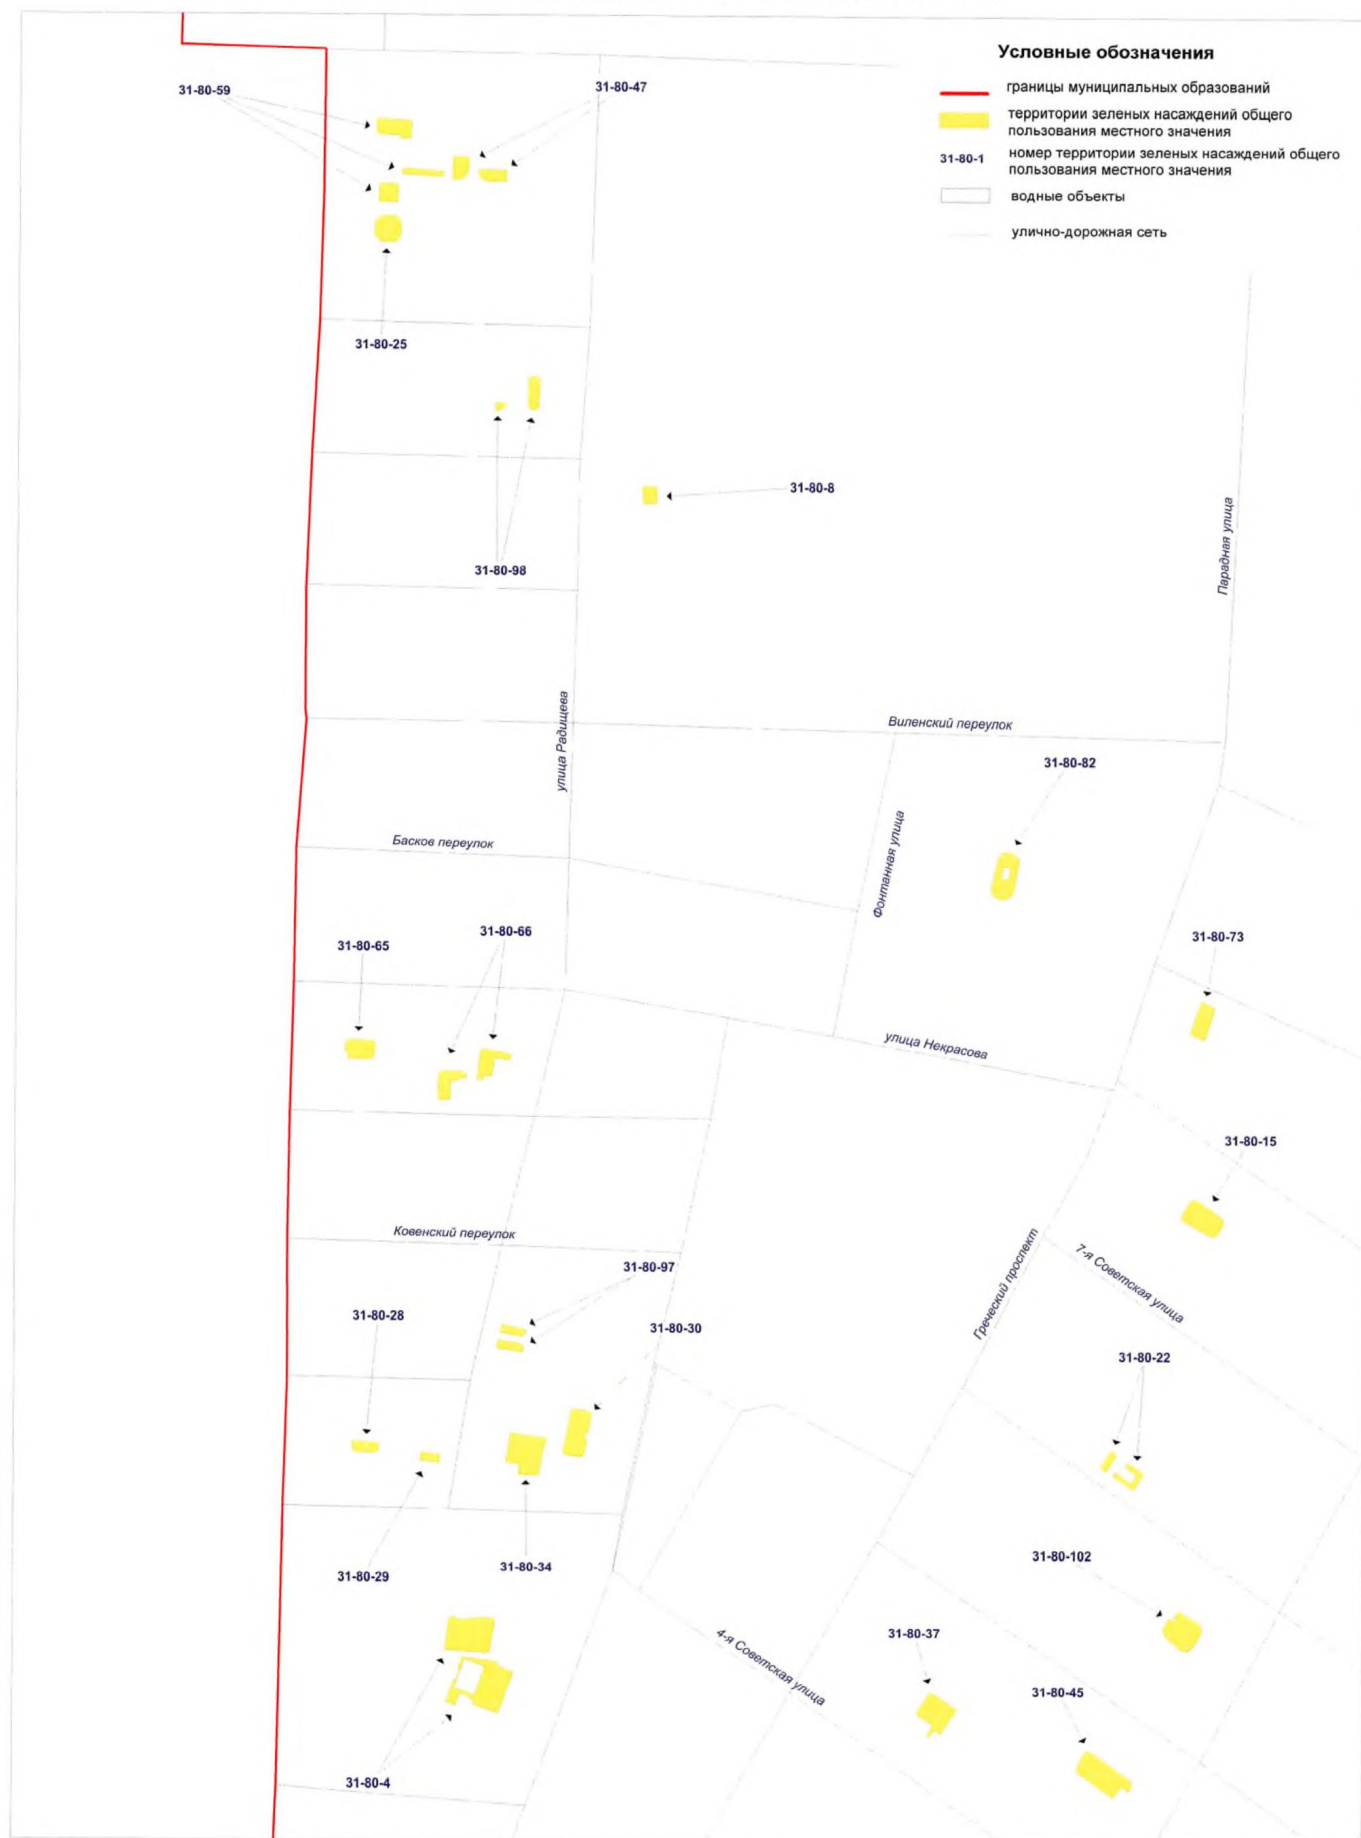 Условные обозначения
границы муниципальных образований
территории зеленых насаждений общего
пользования местного значения
31-80-1
номер территории зеленых насаждений общего
пользования местного значения
водные объекты
улично-дорожная сеть
31-80-59
31-80-47
31-80-25
31-80-8
31-80-98
Парадная улица
улица Радищева
Виленский переулок
31-80-82
Басков переулок
Фонтанная улица
31-80-66
31-80-65
31-80-73
улица Некрасова
31-80-15
Ковенский переулок
31-80-97
Греческий проспект
7-я Советская улица
31-80-28
31-80-30
31-80-22
31-80-102
31-80-34
31-80-29
31-80-37
4-я Советская улица
31-80-45
31-80-4